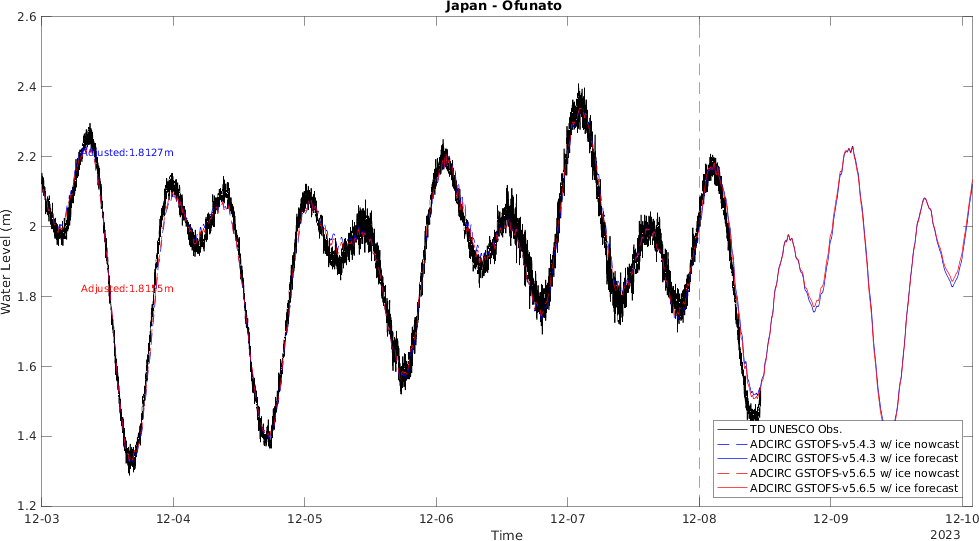 Japan - Ofunato
2.6
2.4
2.2
2
1.8
1.6
1.4
1.2
Water Level (m)
Adjusted:1.8127m
Adjusted:1.8155m
TD UNESCO Obs.
ADCIRC GSTOFS-v5.4.3 w/ ice nowcast
ADCIRC GSTOFS-v5.4.3 w/ ice forecast
ADCIRC GSTOFS-v5.6.5 w/ ice nowcast
ADCIRC GSTOFS-v5.6.5 w/ ice forecast
12-03 12-04 12-05 12-06 12-07 12-08 12-09 12-10
Time
2023